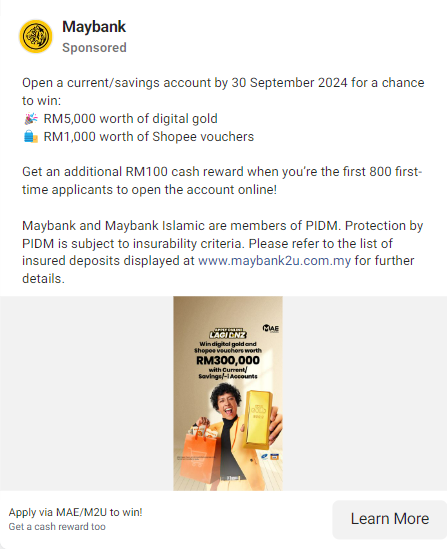 Maybank
Sponsored
Open a current/savings account by 30 September 2024 for a chance
to win:
🎉 RM5,000 worth of digital gold
🛍️ RM1,000 worth of Shopee vouchers
Get an additional RM100 cash reward when you're the first 800 first-
time applicants to open the account online!
Maybank and Maybank Islamic are members of PIDM. Protection by
PIDM is subject to insurability criteria. Please refer to the list of
insured deposits displayed at www.maybank2u.com.my for further
details.
LAGI BNZ
MAE
Win digital gold and
Shopee vouchers worth
RM300,000
with Current/
Savings/-i Accounts
Apply via MAE/M2U to win!
Get a cash reward too
Learn More